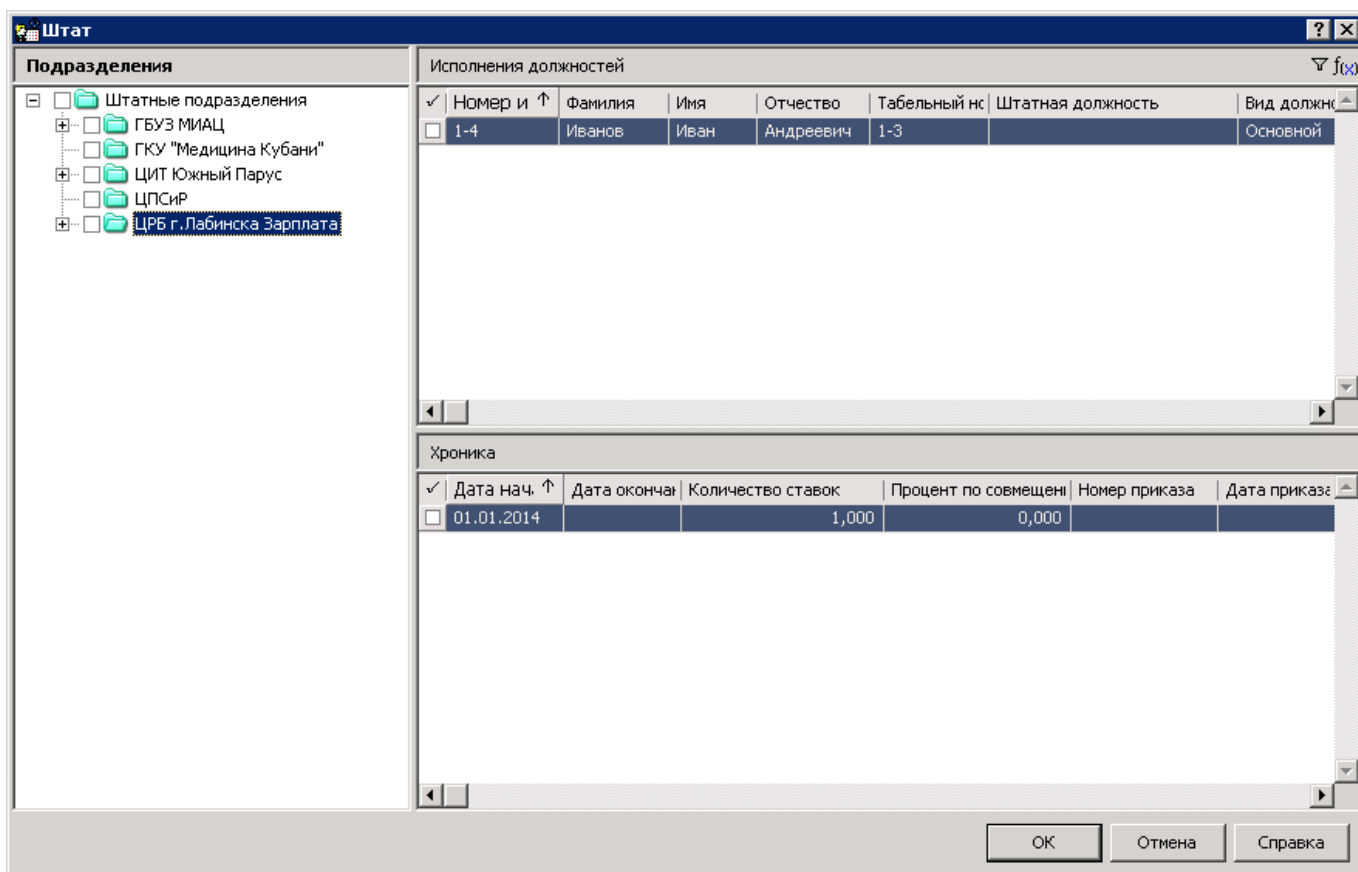 Штат
Подразделения
Штатные подразделения
ГБУЗ МИАЦ
ГКУ "Медицина Кубани"
ЦИТ Южный Парус
ЦПСиР
ЦРБ г.Лабинска Зарплата
Исполнения должностей f(x)
Номер и Фамилия Имя Отчество Табельный нс Штатная должность Вид должнс
1-4 Иванов Иван Андреевич 1-3 Основной
Хроника
Дата нач. Дата окончан Количество ставок Процент по совмещени Номер приказа Дата приказа
01.01.2014 1,000 0,000
ОК Отмена Справка